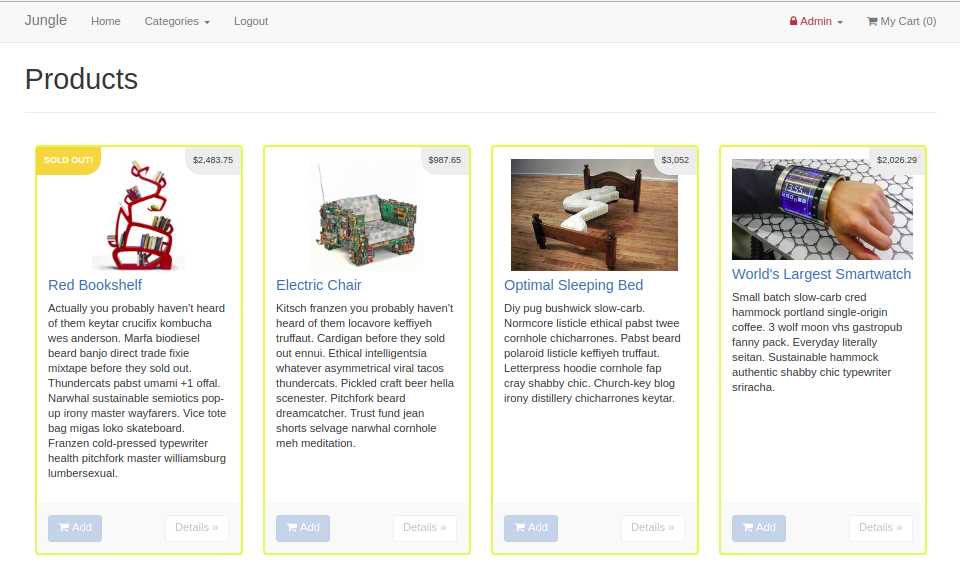 Jungle Home Categories Logout Admin My Cart (0)
Products
SOLD OUT! $2,483.75
Red Bookshelf
Actually you probably haven't heard
of them keytar crucifix kombucha
wes anderson. Marfa biodiesel
beard banjo direct trade fixie
mixtape before they sold out.
Thundercats pabst umami +1 offal.
Narwhal sustainable semiotics pop-
up irony master wayfarers. Vice tote
bag migas loko skateboard.
Franzen cold-pressed typewriter
health pitchfork master williamsburg
lumbersexual.
Add Details »
$987.65
Electric Chair
Kitsch franzen you probably haven't
heard of them locavore keffiyeh
truffaut. Cardigan before they sold
out ennui. Ethical intelligentsia
whatever asymmetrical viral tacos
thundercats. Pickled craft beer hella
scenester. Pitchfork beard
dreamcatcher. Trust fund jean
shorts selvage narwhal cornhole
meh meditation.
Add Details »
$3,052
Optimal Sleeping Bed
Diy pug bushwick slow-carb.
Normcore listicle ethical pabst twee
cornhole chicharrones. Pabst beard
polaroid listicle keffiyeh truffaut.
Letterpress hoodie cornhole fap
cray shabby chic. Church-key blog
irony distillery chicharrones keytar.
Add Details »
$2,026.29
World's Largest Smartwatch
Small batch slow-carb cred
hammock portland single-origin
coffee. 3 wolf moon vhs gastropub
fanny pack. Everyday literally
seitan. Sustainable hammock
authentic shabby chic typewriter
sriracha.
Add Details »